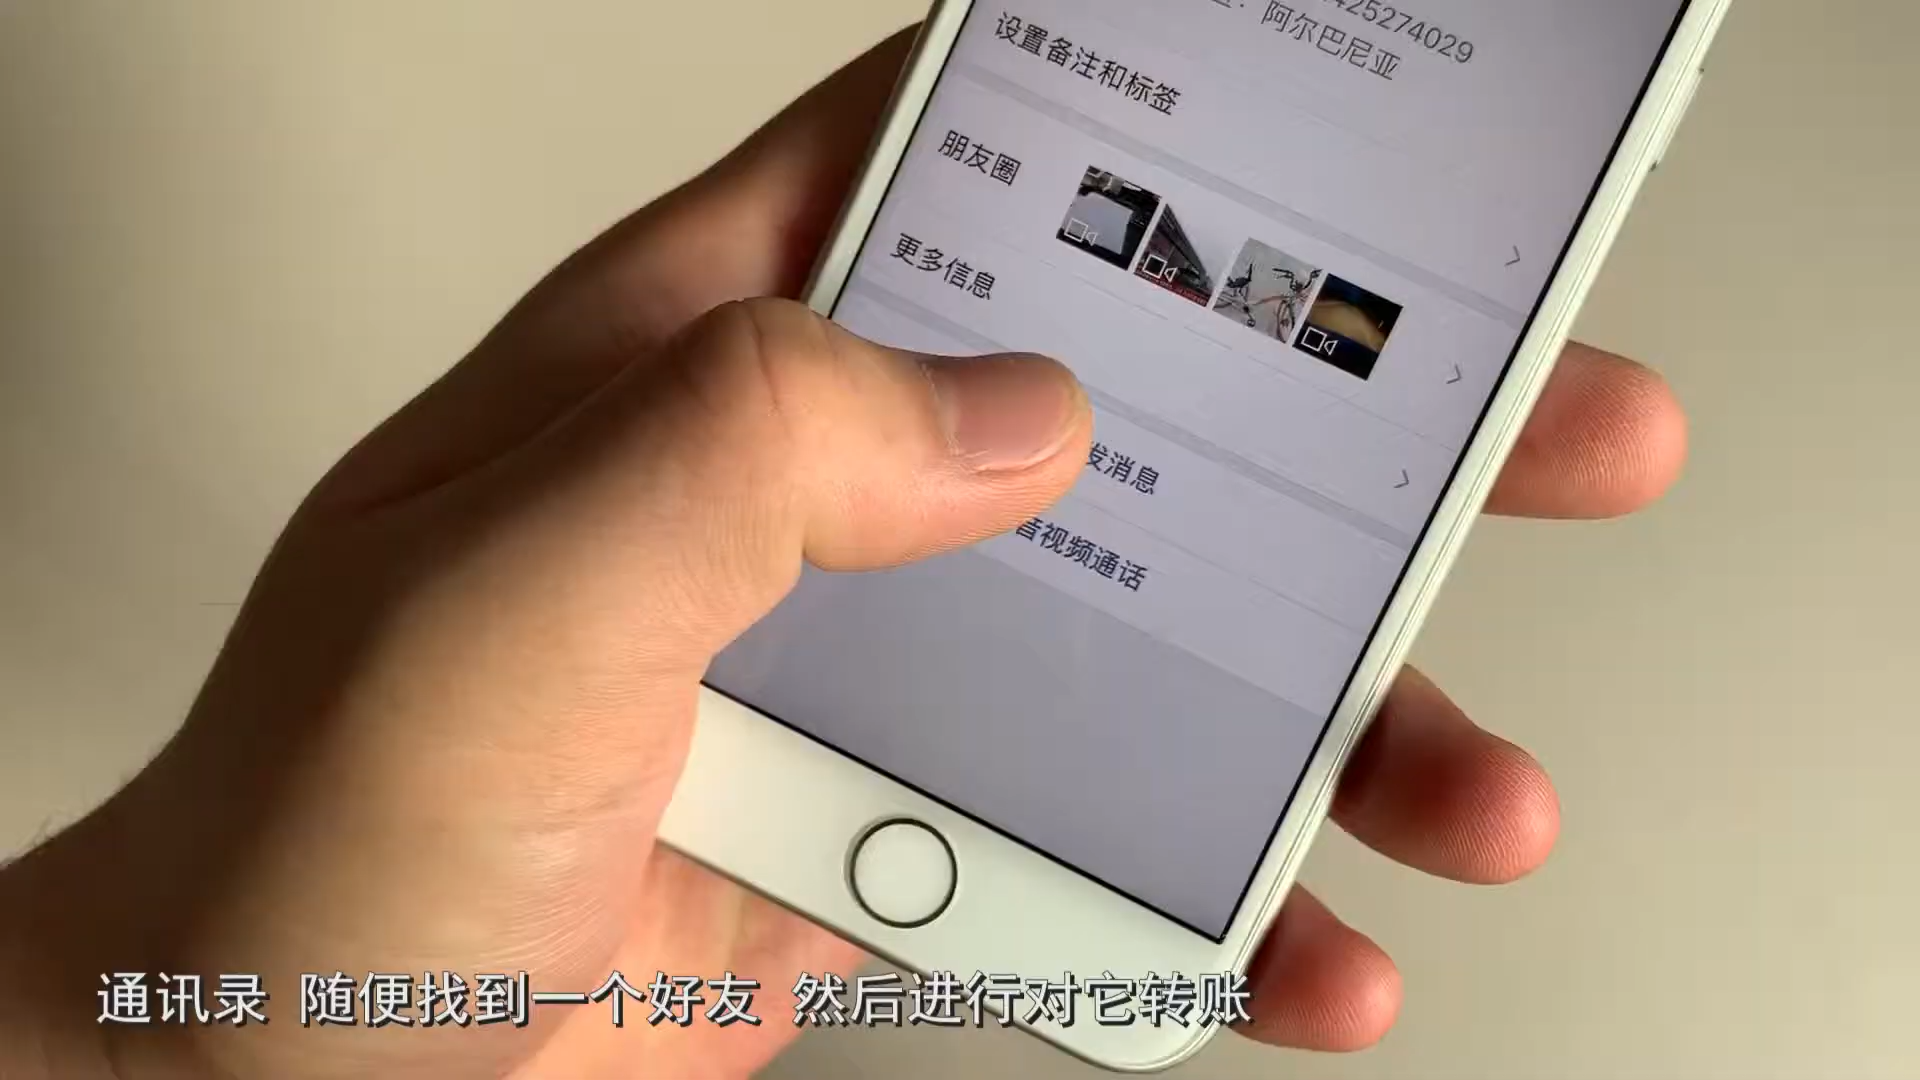 425274029
阿尔巴尼亚
设置备注和标签
朋友圈
更多信息
发消息
音视频通话
通讯录 随便找到一个好友 然后进行对它转账